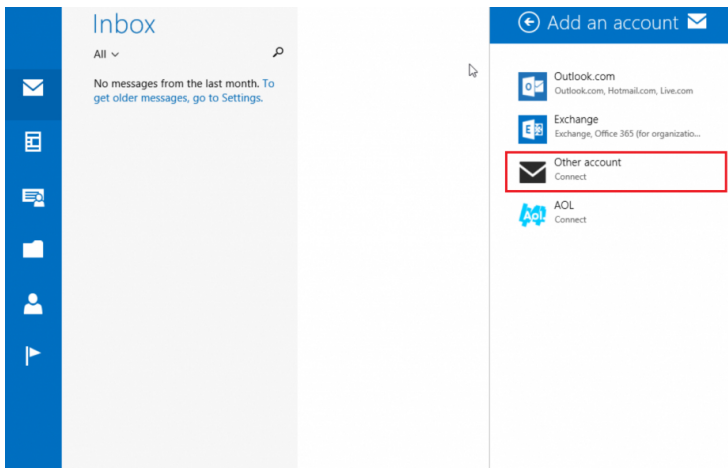 Inbox
All
No messages from the last month. To
get older messages, go to Settings.
Add an account
Outlook.com
Outlook.com, Hotmail.com, Live.com
Exchange
Exchange, Office 365 (for organizatio...
Other account
Connect
AOL
Connect